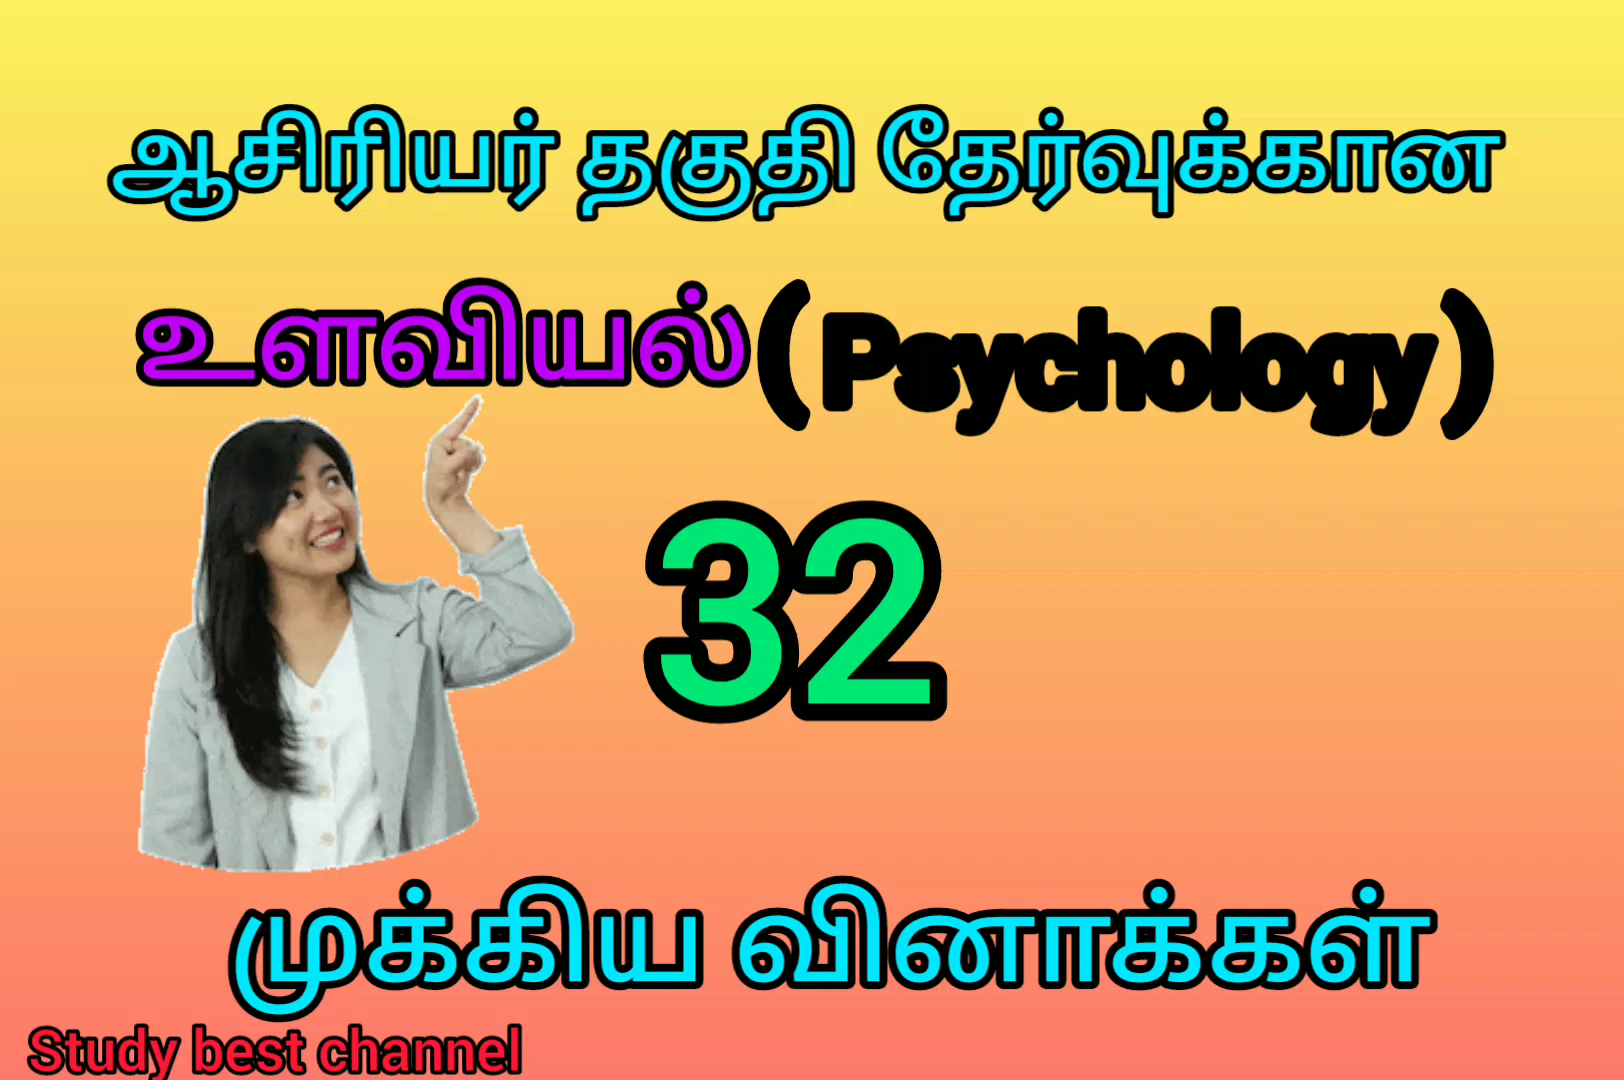 ஆசிரியர் தகுதி தேர்வுக்கான
உளவியல்(Psychology)
32
முக்கிய வினாக்கள்
Study best channel